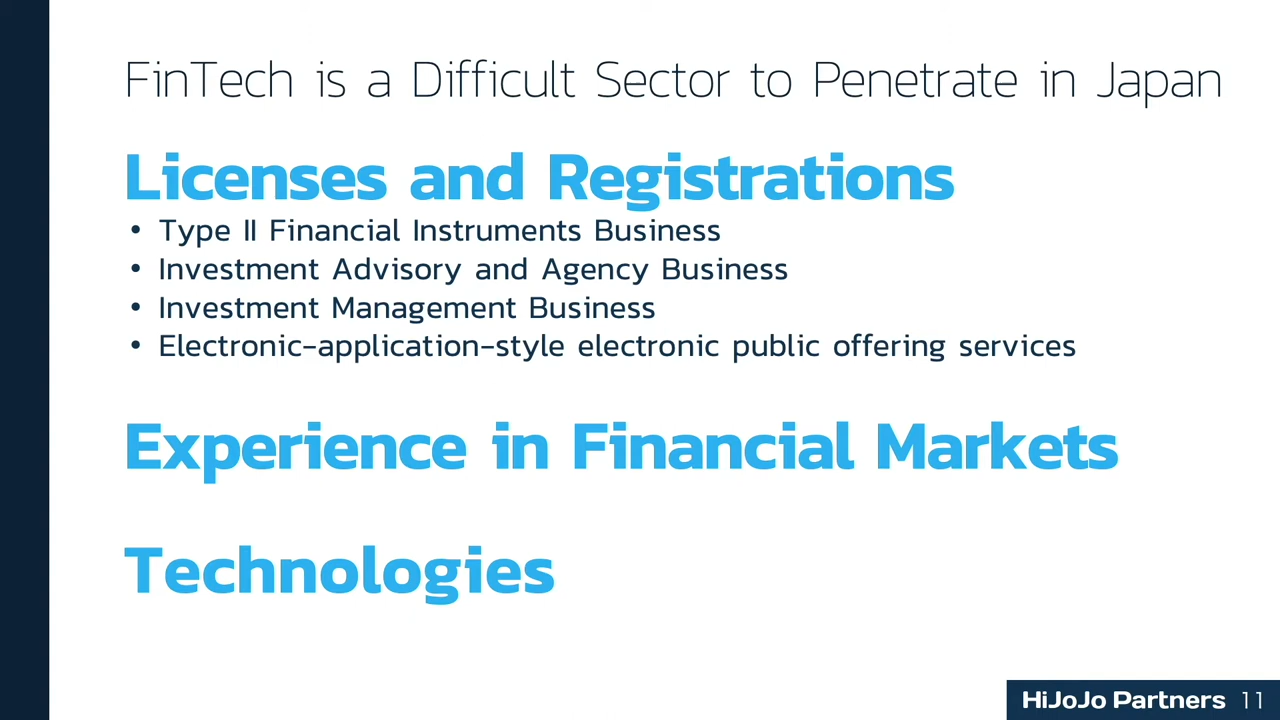 FinTech is a Difficult Sector to Penetrate in Japan
Licenses and Registrations
• Type II Financial Instruments Business
• Investment Advisory and Agency Business
• Investment Management Business
• Electronic-application-style electronic public offering services
Experience in Financial Markets
Technologies
HiJoJo Partners 11